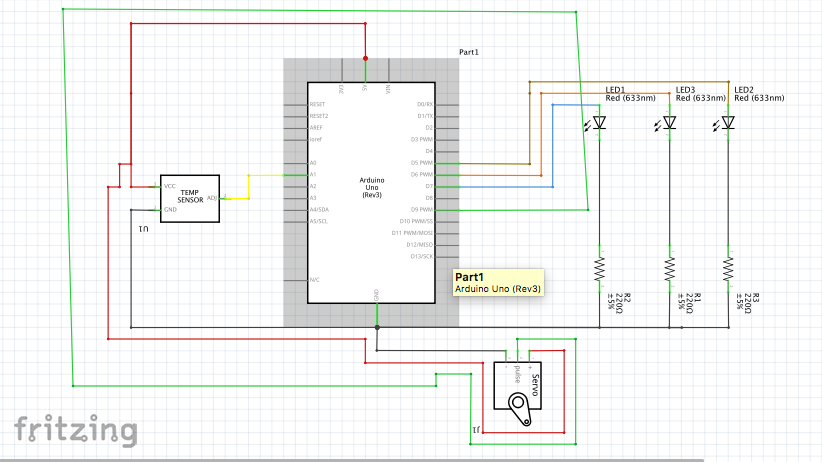 Part1
3V3
5V
VIN
RESET
RESET2
AREF
ioref
A0
A1
A2
A3
A4/SDA
A5/SCL
N/C
D0/RX
D1/TX
D2
D3 PWM
D4
D5 PWM
D6 PWM
D7
D8
D9 PWM
D10 PWM/SS
D11 PWM/MOSI
D12/MISO
D13/SCK
GND
Arduino
Uno
(Rev3)
VCC
GND
ADJ
TEMP
SENSOR
U1
LED1
Red (633nm)
LED3
Red (633nm)
LED2
Red (633nm)
R2
220Ω
±5%
R1
220Ω
±5%
R3
220Ω
±5%
Part1
Arduino Uno (Rev3)
-
pulse
+
Servo
J1
fritzing